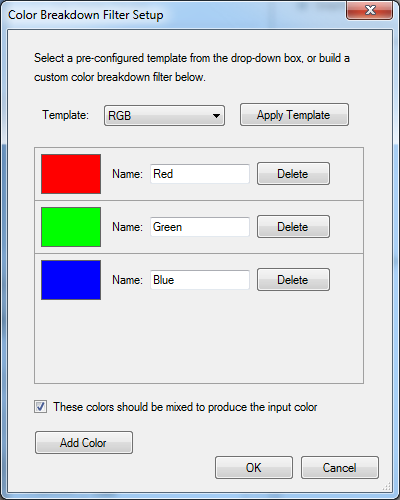 Color Breakdown Filter Setup
Select a pre-configured template from the drop-down box, or build a
custom color breakdown filter below.
Template: RGB Apply Template
Name: Red Delete
Name: Green Delete
Name: Blue Delete
These colors should be mixed to produce the input color
Add Color
OK Cancel